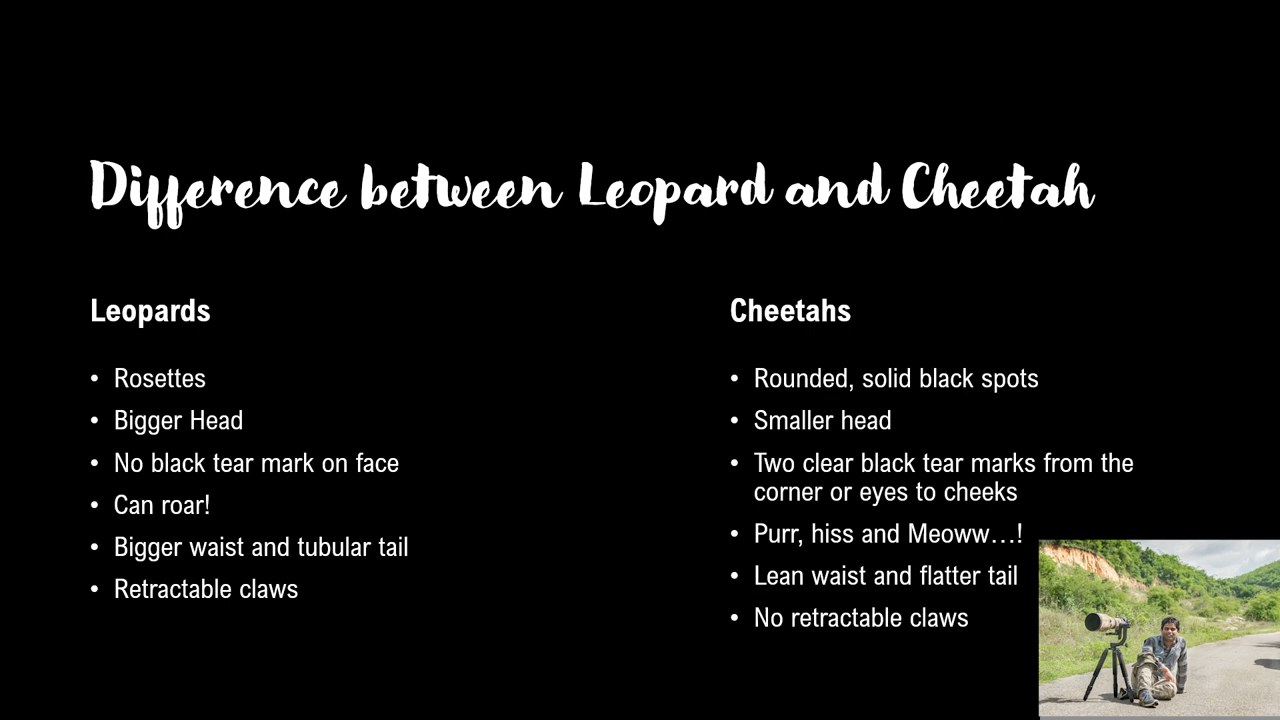 Difference between Leopard and Cheetah
Leopards
• Rosettes
• Bigger Head
• No black tear mark on face
• Can roar!
• Bigger waist and tubular tail
• Retractable claws
Cheetahs
• Rounded, solid black spots
• Smaller head
• Two clear black tear marks from the
corner or eyes to cheeks
• Purr, hiss and Meoww…!
• Lean waist and flatter tail
• No retractable claws